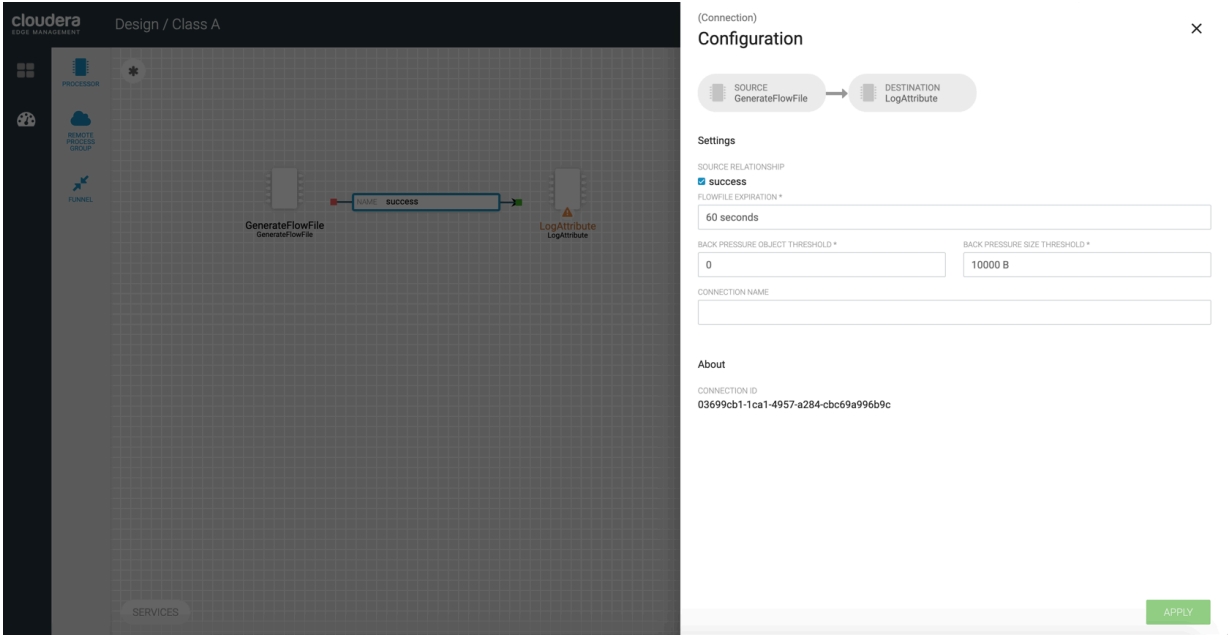 cloudera
EDGE MANAGEMENT
Design / Class A
PROCESSOR
REMOTE
PROCESS
GROUP
FUNNEL
NAME success
GenerateFlowFile
GenerateFlowFile
LogAttribute
LogAttribute
SERVICES
(Connection)
Configuration
SOURCE
GenerateFlowFile
DESTINATION
LogAttribute
Settings
SOURCE RELATIONSHIP
success
FLOWFILE EXPIRATION *
60 seconds
BACK PRESSURE OBJECT THRESHOLD * BACK PRESSURE SIZE THRESHOLD *
0 10000 B
CONNECTION NAME
About
CONNECTION ID
03699cb1-1ca1-4957-a284-cbc69a996b9c
APPLY